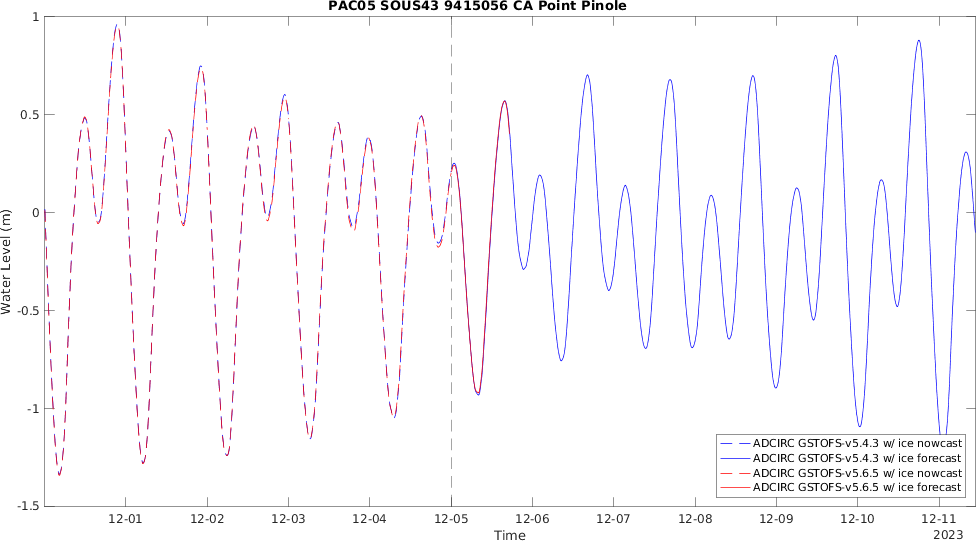 PAC05 SOUS43 9415056 CA Point Pinole
Water Level (m)
1
0.5
0
-0.5
-1
-1.5
12-01 12-02 12-03 12-04 12-05 12-06 12-07 12-08 12-09 12-10 12-11
Time
2023
ADCIRC GSTOFS-v5.4.3 w/ ice nowcast
ADCIRC GSTOFS-v5.4.3 w/ ice forecast
ADCIRC GSTOFS-v5.6.5 w/ ice nowcast
ADCIRC GSTOFS-v5.6.5 w/ ice forecast